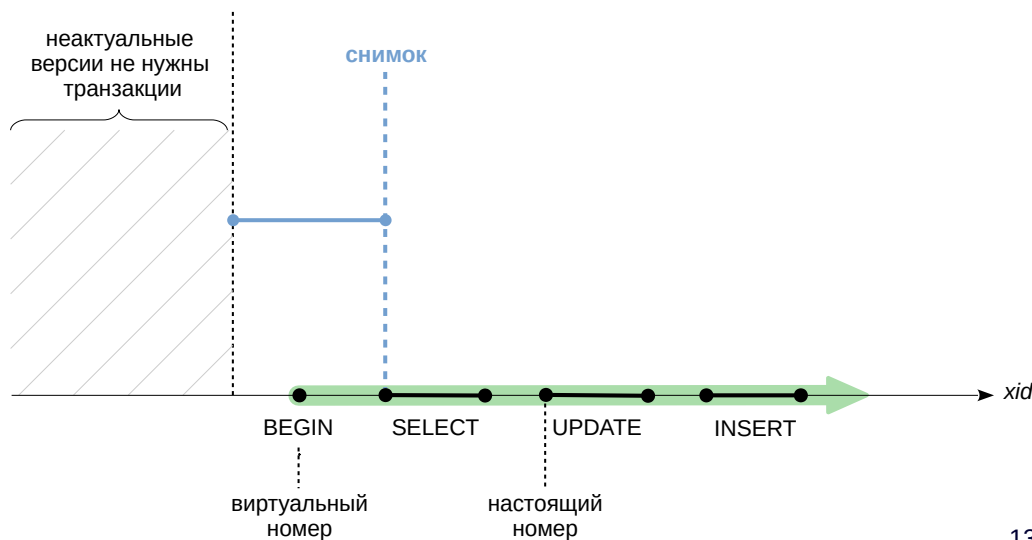 неактуальные
версии не нужны
транзакции
снимок
xid
BEGIN
SELECT
UPDATE
INSERT
виртуальный
номер
настоящий
номер
13